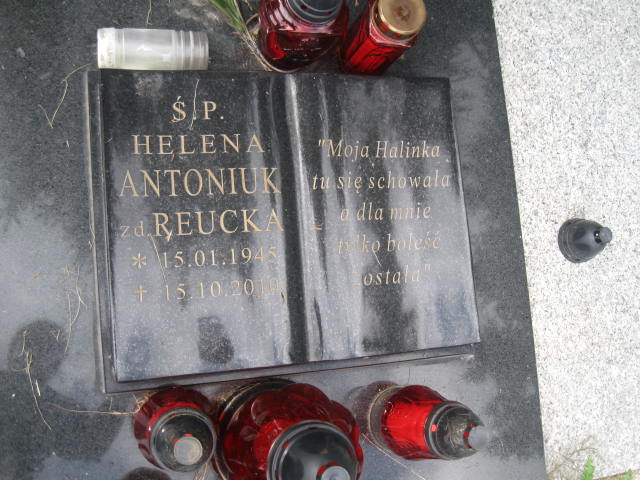 Ś.P.
HELENA
ANTONIUK
zd. REUCKA
* 15.01.1945
✝ 15.10.2010
"Moja Halinka
tu się schowała
a dla mnie
tylko boleść
została"